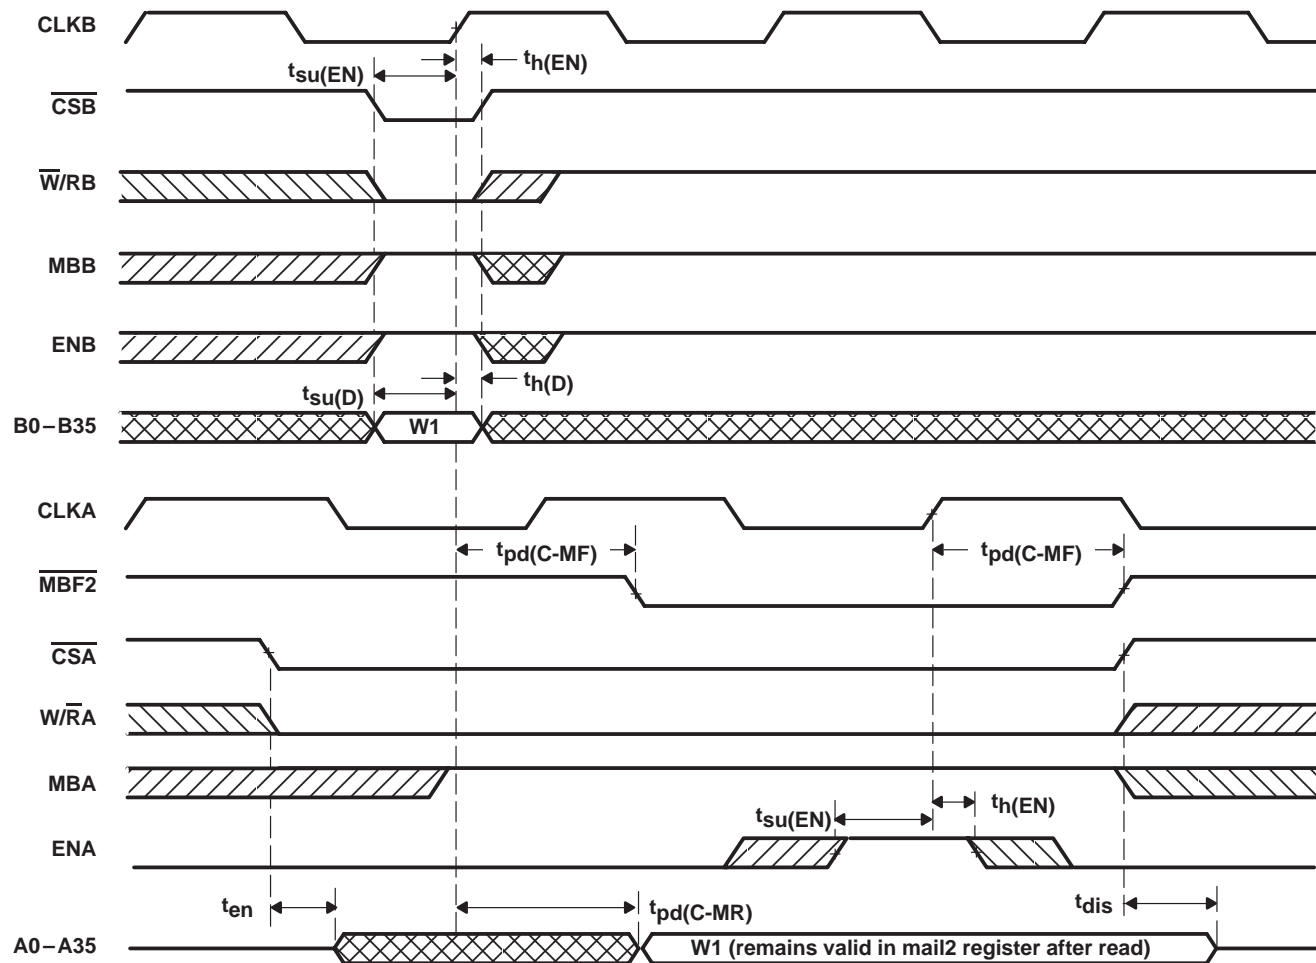 CLKB
tsu(EN)
th(EN)
CSB
W/RB
MBB
ENB
tsu(D)
th(D)
B0–B35
W1
CLKA
tpd(C-MF)
tpd(C-MF)
MBF2
CSA
W/RA
MBA
tsu(EN)
th(EN)
ENA
ten
tpd(C-MR)
tdis
A0–A35
W1 (remains valid in mail2 register after read)